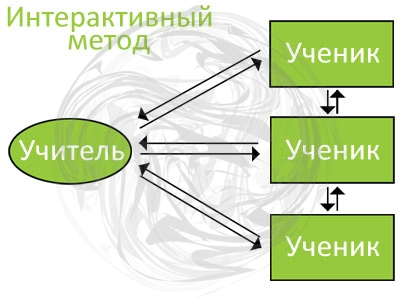 Интерактивный
метод
Ученик
Учитель
Ученик
Ученик